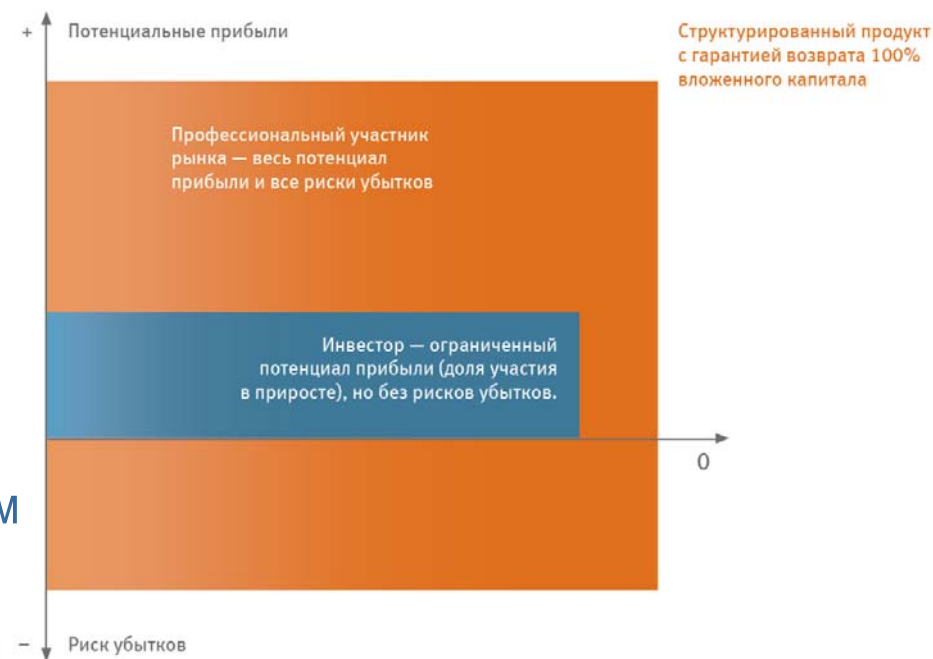 + Потенциальные прибыли
Структурированный продукт
с гарантией возврата 100%
вложенного капитала
Профессиональный участник
рынка — весь потенциал
прибыли и все риски убытков
Инвестор — ограниченный
потенциал прибыли (доля участия
в приросте), но без рисков убытков.
0
м
– Риск убытков